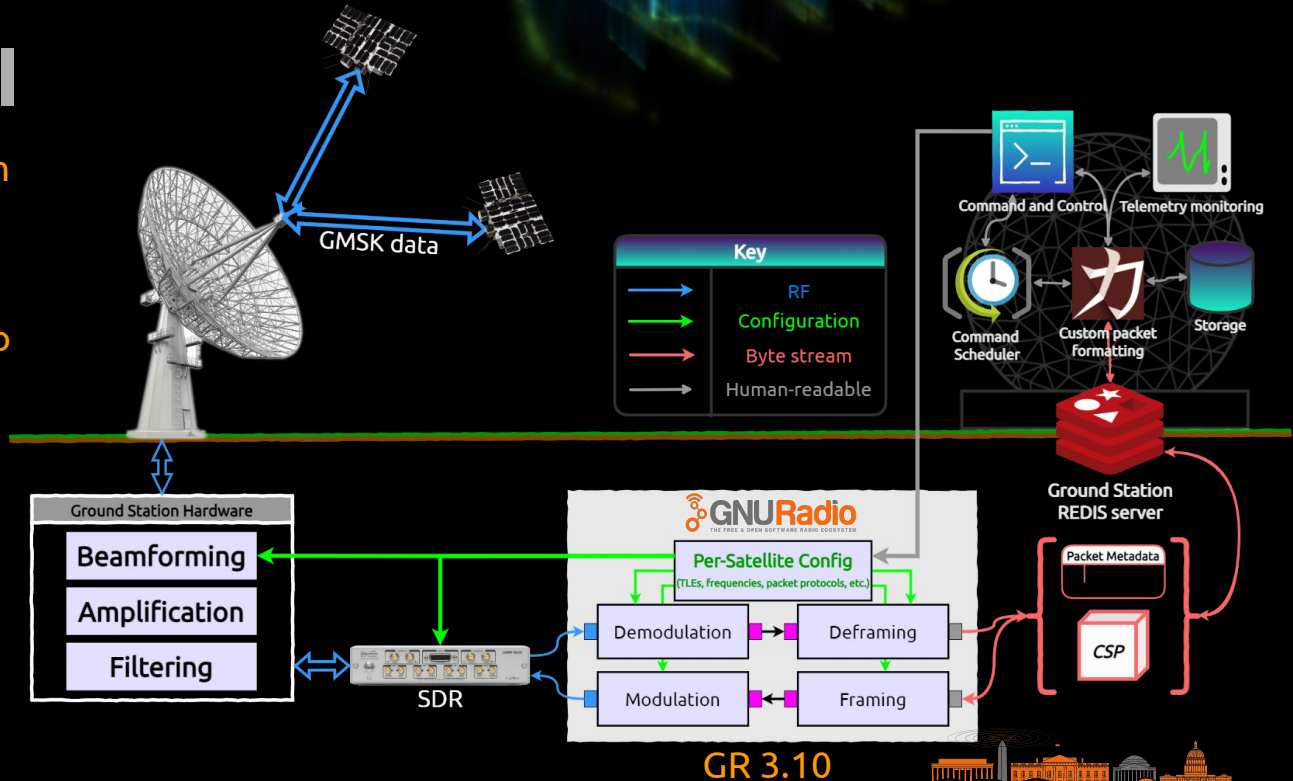 GMSK data
Key
RF
Configuration
Byte stream
Human-readable
Command and Control
Telemetry monitoring
Command
Scheduler
力
Custom packet
formatting
Storage
Ground Station
REDIS server
Ground Station Hardware
Beamforming
Amplification
Filtering
SDR
GNURadio
THE FREE & OPEN SOFTWARE RADIO ECOSYSTEM
Per-Satellite Config
(TLEs, frequencies, packet protocols, etc.)
Demodulation
Deframing
Modulation
Framing
Packet Metadata
CSP
GR 3.10